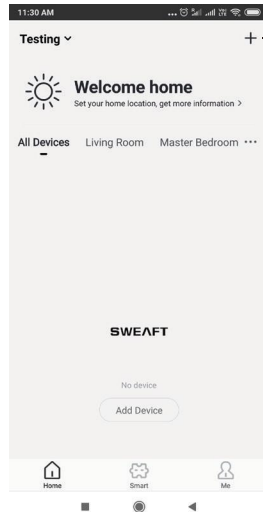 11:30 AM
Testing
Welcome home
Set your home location, get more information >
All Devices Living Room Master Bedroom
SWEAFT
No device
Add Device
Home Smart Me